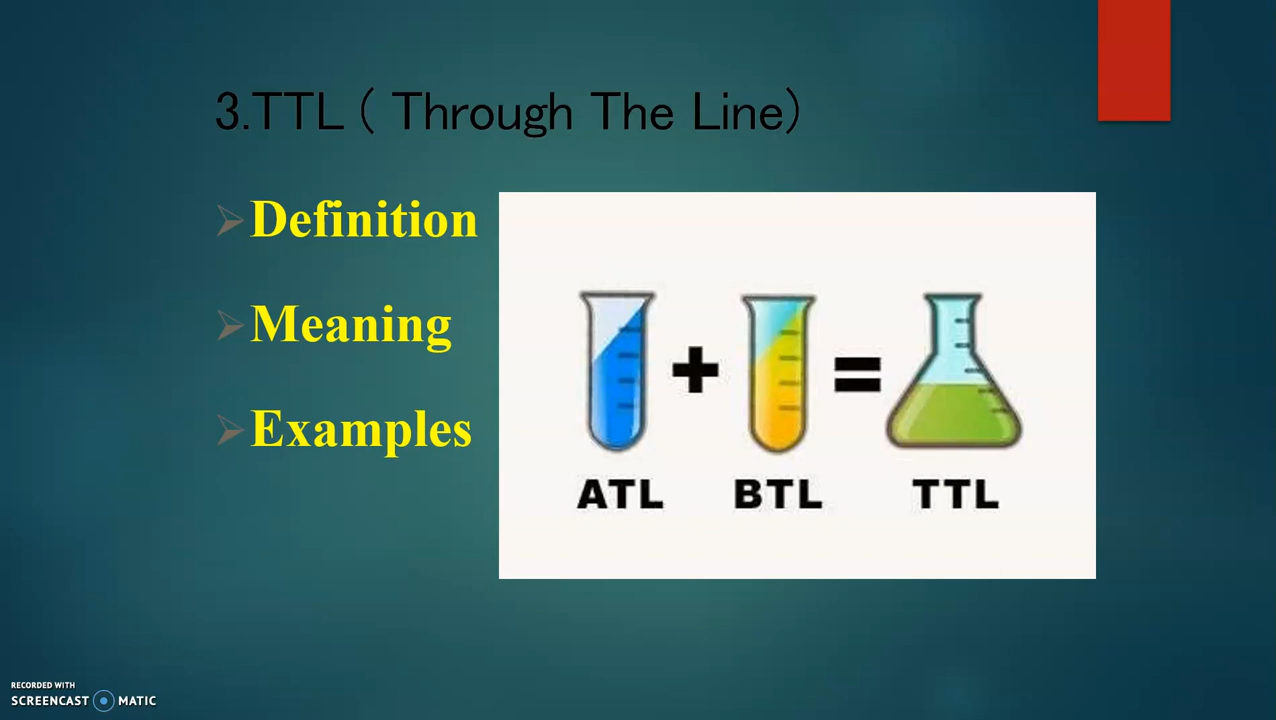 3.TTL ( Through The Line)
Definition
Meaning
Examples
ATL + BTL = TTL
RECORDED WITH
SCREENCAST MATIC